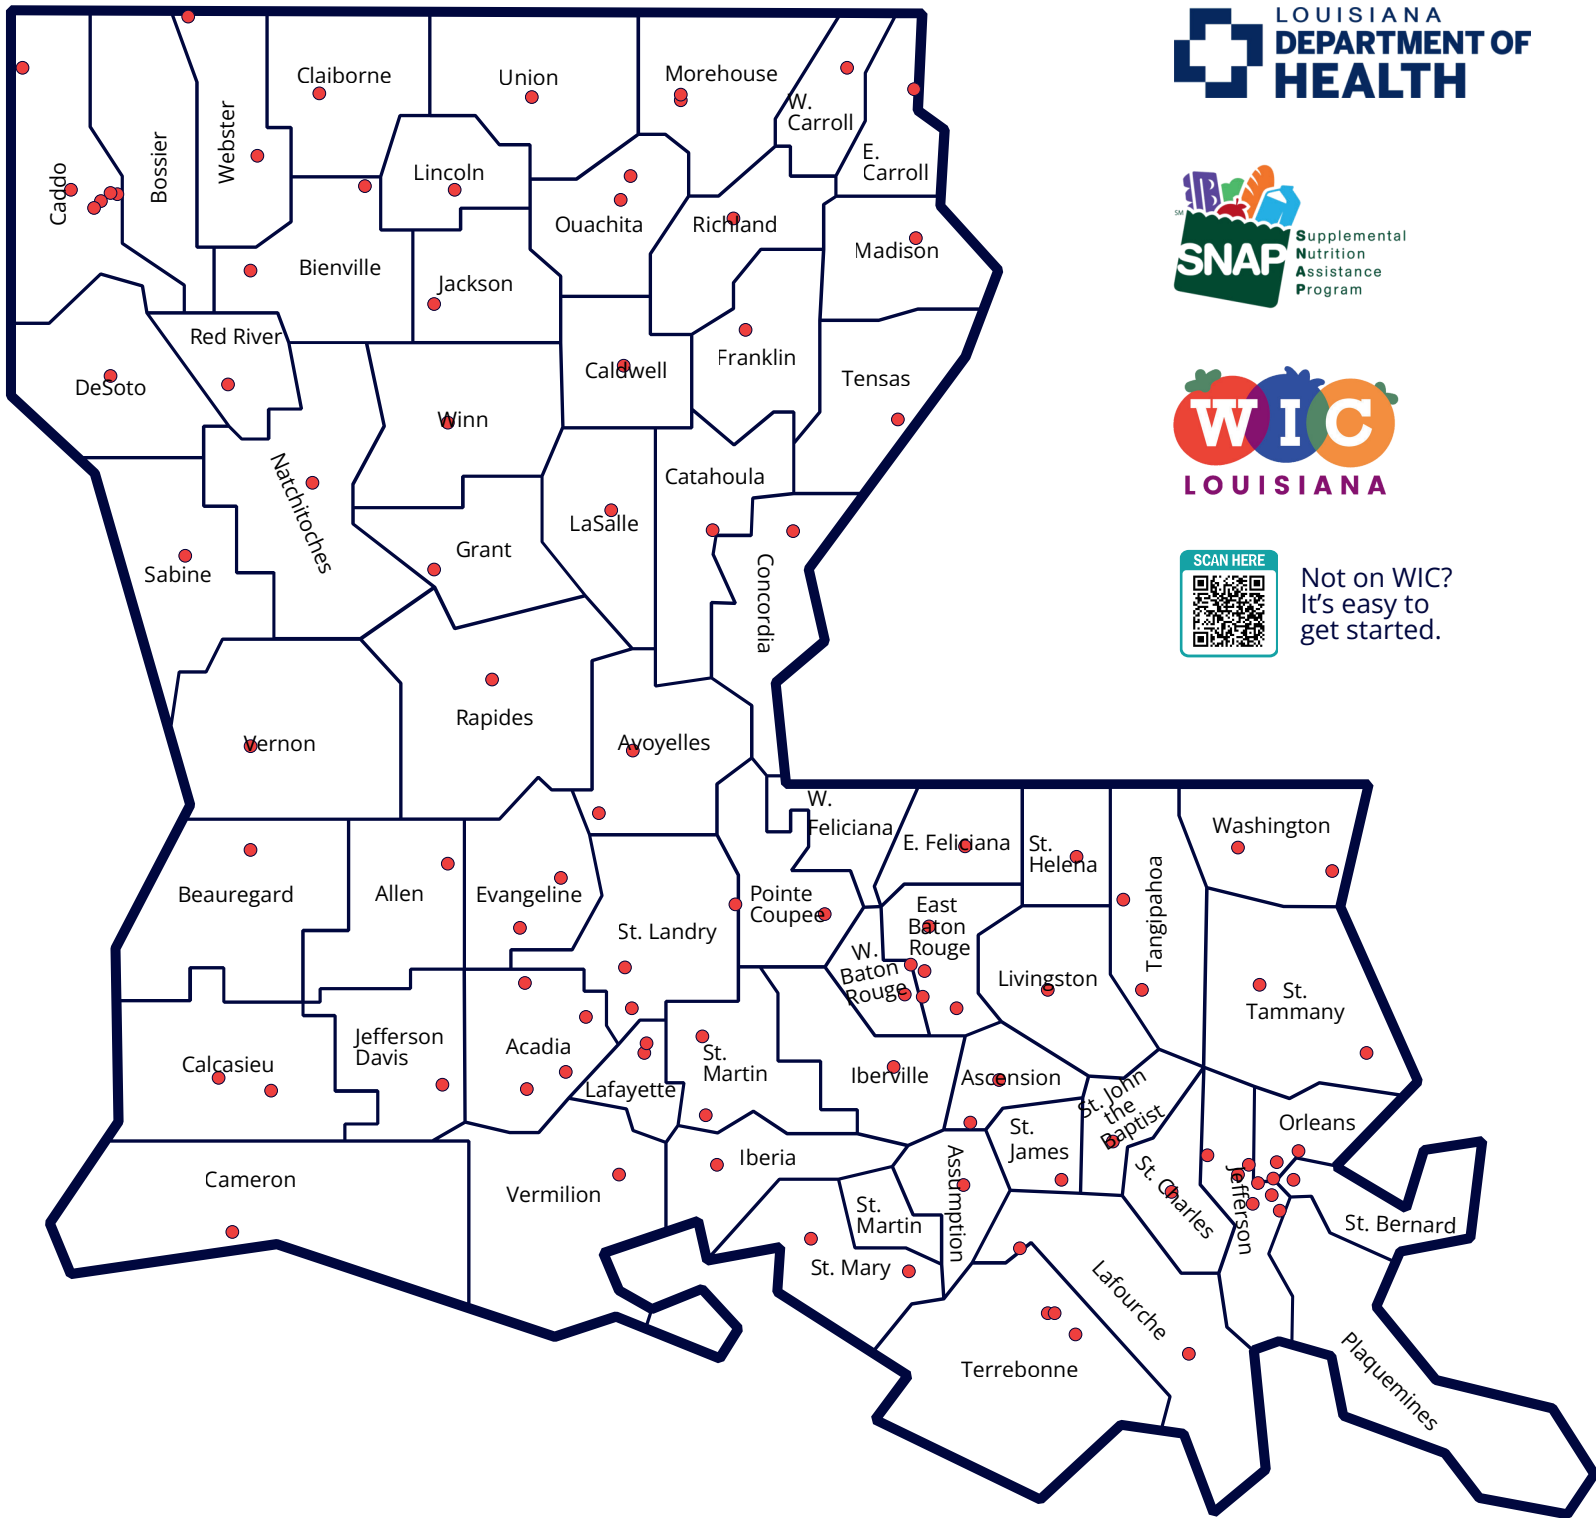 LOUISIANA
DEPARTMENT OF
HEALTH
Claiborne
Union
Morehouse
W.
Carroll
E.
Carroll
Webster
Bossier
Caddo
Lincoln
Ouachita
Richland
Madison
SM
SNAP
Supplemental
Nutrition
Assistance
Program
Bienville
Jackson
Red River
DeSoto
Caldwell
Franklin
Tensas
Winn
WIC
LOUISIANA
Natchitoches
Catahoula
LaSalle
Grant
Sabine
Concordia
SCAN HERE
Not on WIC?
It’s easy to
get started.
Rapides
Vernon
Avoyelles
W.
Feliciana
E. Feliciana
St.
Helena
Washington
Tangipahoa
Beauregard
Allen
Evangeline
Pointe
Coupee
East
Baton
Rouge
St. Landry
W.
Baton
Rouge
Livingston
St.
Tammany
Calcasieu
Jefferson
Davis
Acadia
Lafayette
St.
Martin
Iberville
Ascension
St. John
the
Baptist
Orleans
St.
James
Iberia
Assumption
St. Charles
Jefferson
Cameron
Vermilion
St.
Martin
St. Bernard
St. Mary
Lafourche
Terrebonne
Plaquemines